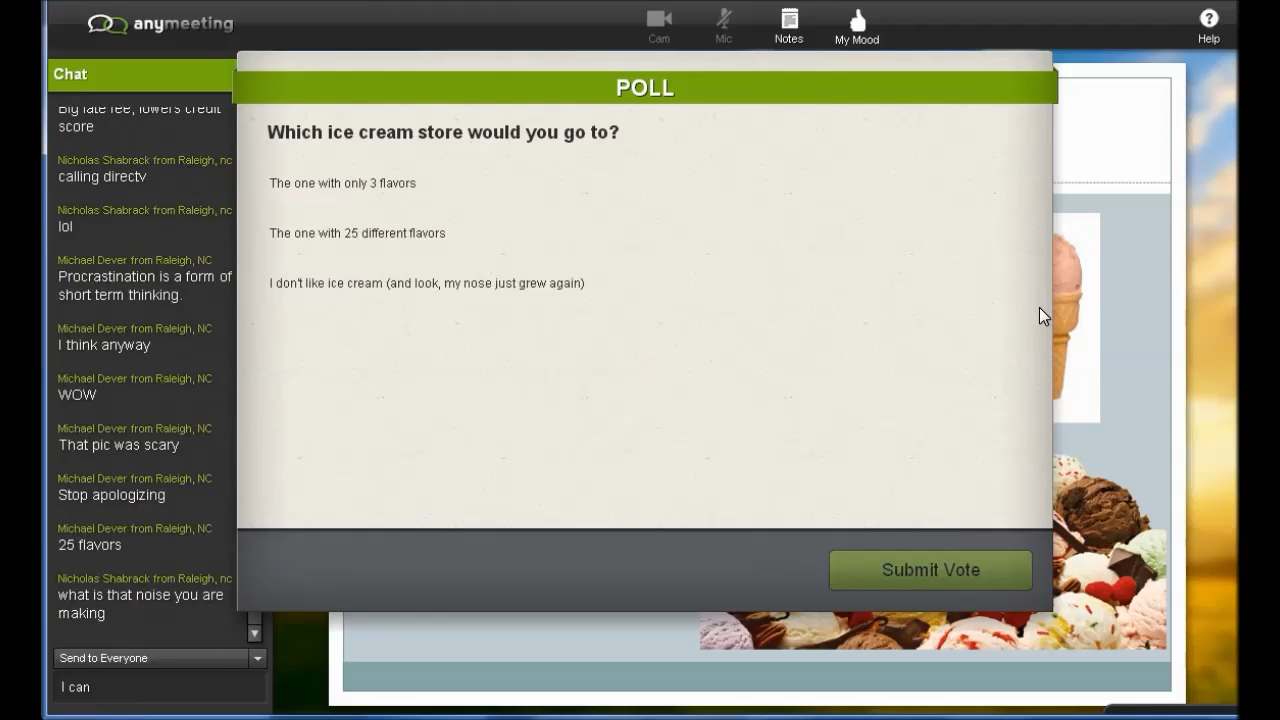 anymeeting
Cam
Mic
Notes
My Mood
Help
Chat
Big late fee, lowers credit
score
Nicholas Shabrack from Raleigh, nc
calling directv
Nicholas Shabrack from Raleigh, nc
lol
Michael Dever from Raleigh, NC
Procrastination is a form of
short term thinking.
Michael Dever from Raleigh, NC
I think anyway
Michael Dever from Raleigh, NC
WOW
Michael Dever from Raleigh, NC
That pic was scary
Michael Dever from Raleigh, NC
Stop apologizing
Michael Dever from Raleigh, NC
25 flavors
Nicholas Shabrack from Raleigh, nc
what is that noise you are
making
Send to Everyone
I can
POLL
Which ice cream store would you go to?
The one with only 3 flavors
The one with 25 different flavors
I don't like ice cream (and look, my nose just grew again)
Submit Vote